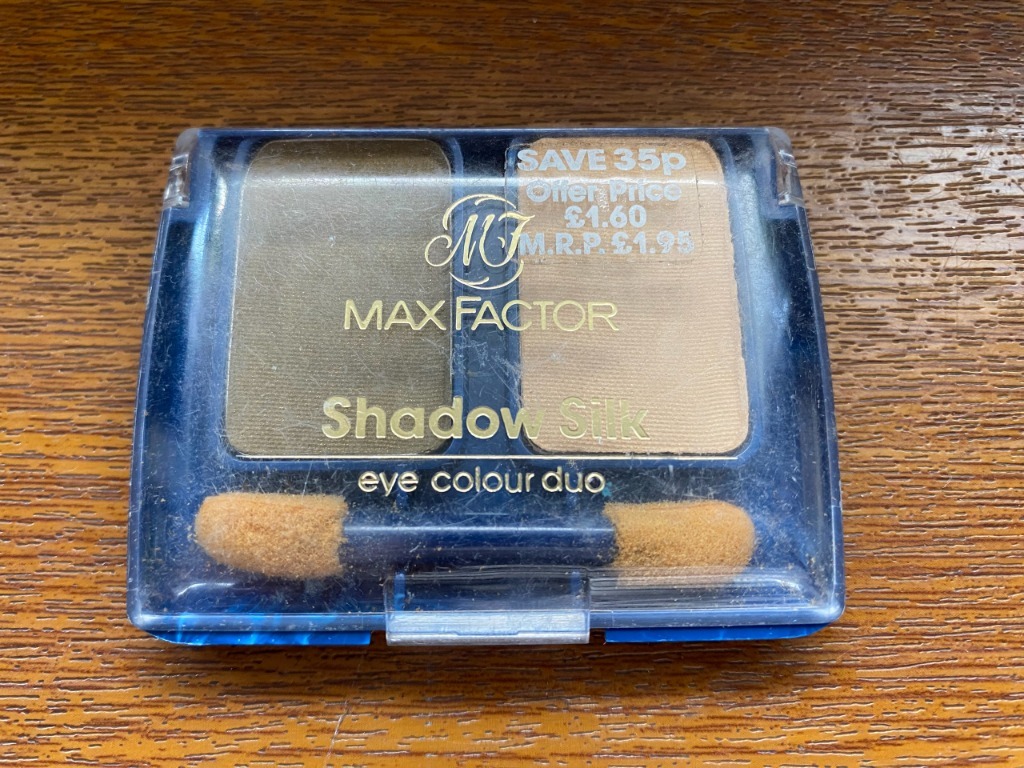 SAVE 35p
Offer Price
£1.60
M.R.P. £1.95
MF
MAX FACTOR
Shadow Silk
eye colour duo